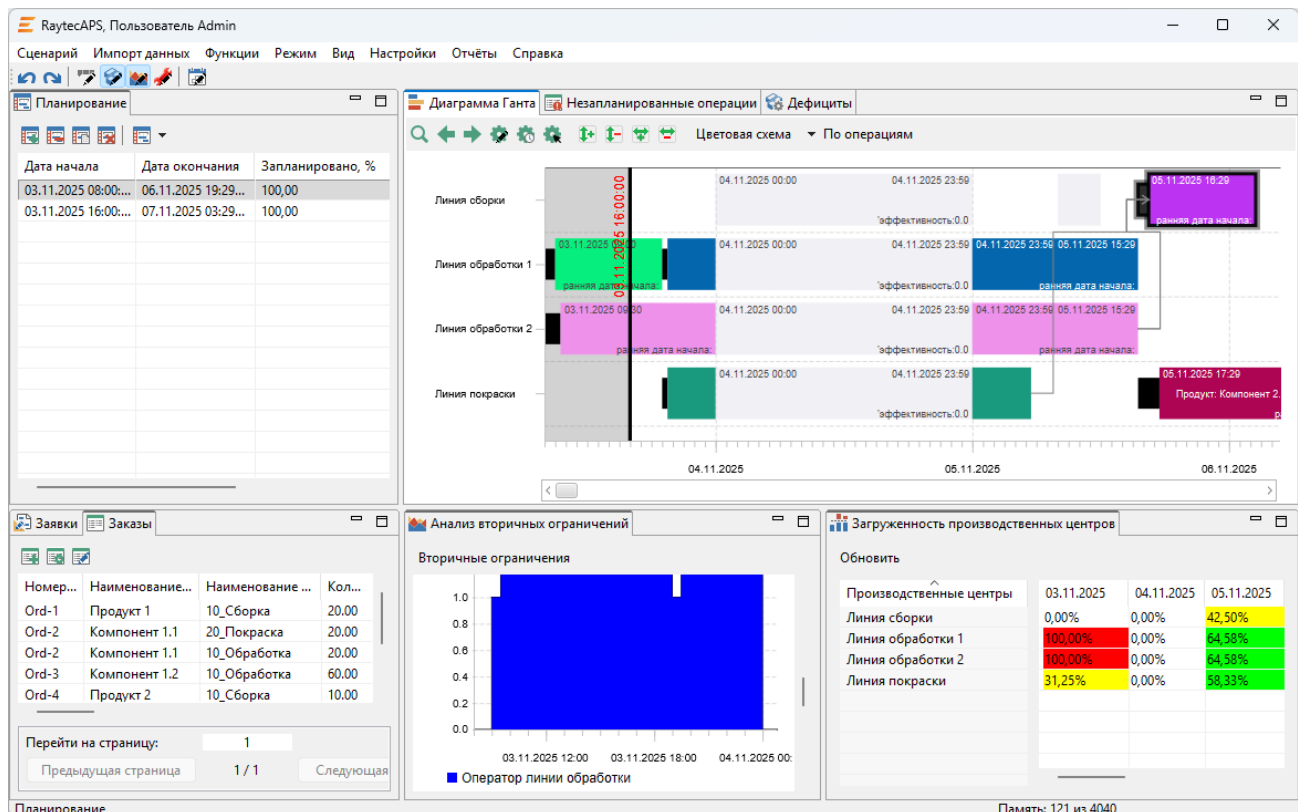 RaytecAPS, Пользователь Admin
Сценарий Импорт данных Функции Режим Вид Настройки Отчёты Справка
Планирование
Дата начала Дата окончания Запланировано, %
03.11.2025 08:00:... 06.11.2025 19:29... 100,00
03.11.2025 16:00:... 07.11.2025 03:29... 100,00
Диаграмма Ганта Незапланированные операции Дефициты
Цветовая схема По операциям
03.11.2025 16:00:00
Линия сборки
04.11.2025 00:00 04.11.2025 23:59 05.11.2025 16:29
'эффективность:0.0 ранняя дата начала:
Линия обработки 1
04.11.2025 00:00 04.11.2025 23:59 04.11.2025 23:59 05.11.2025 15:29
ранняя дата начала: 'эффективность:0.0 ранняя дата начала:
Линия обработки 2
03.11.2025 09:30 04.11.2025 00:00 04.11.2025 23:59 04.11.2025 23:59 05.11.2025 15:29
ранняя дата начала: 'эффективность:0.0 ранняя дата начала:
Линия покраски
04.11.2025 00:00 04.11.2025 23:59 05.11.2025 17:29
Продукт: Компонент 2.
'эффективность:0.0
04.11.2025 05.11.2025 06.11.2025
Заявки Заказы
Номер... Наименование... Наименование ... Кол...
Ord-1 Продукт 1 10_Сборка 20.00
Ord-2 Компонент 1.1 20_Покраска 20.00
Ord-2 Компонент 1.1 10_Обработка 20.00
Ord-3 Компонент 1.2 10_Обработка 60.00
Ord-4 Продукт 2 10_Сборка 10.00
Перейти на страницу: 1
Предыдущая страница 1 / 1 Следующая
Анализ вторичных ограничений
Вторичные ограничения
1.0
0.8
0.6
0.4
0.2
0.0
03.11.2025 12:00 03.11.2025 18:00 04.11.2025 00:
Оператор линии обработки
Загруженность производственных центров
Обновить
Производственные центры 03.11.2025 04.11.2025 05.11.2025
Линия сборки 0,00% 0,00% 42,50%
Линия обработки 1 100,00% 0,00% 64,58%
Линия обработки 2 100,00% 0,00% 64,58%
Линия покраски 31,25% 0,00% 58,33%
Планирование Память: 121 из 4040